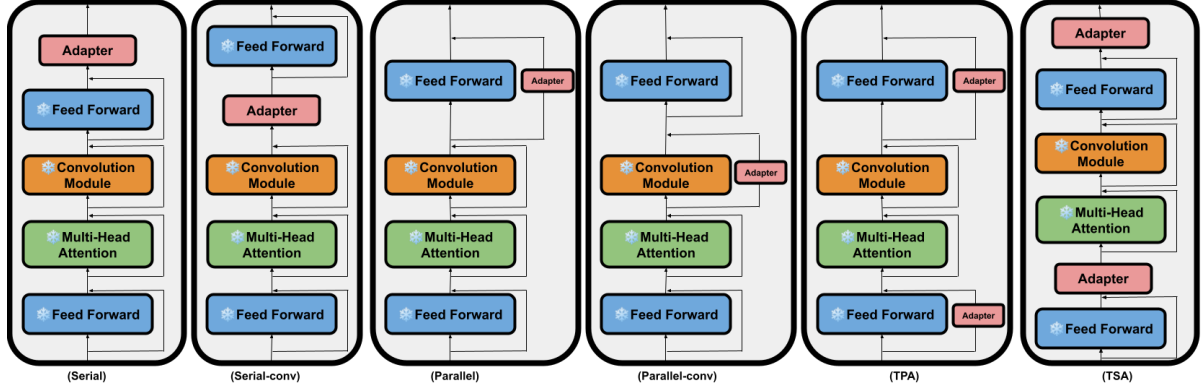 Adapter
Feed Forward
Convolution
Module
Multi-Head
Attention
Feed Forward
(Serial)
Feed Forward
Adapter
Convolution
Module
Multi-Head
Attention
Feed Forward
(Serial-conv)
Feed Forward
Adapter
Convolution
Module
Multi-Head
Attention
Feed Forward
(Parallel)
Feed Forward
Convolution
Module
Adapter
Multi-Head
Attention
Feed Forward
(Parallel-conv)
Feed Forward
Adapter
Convolution
Module
Multi-Head
Attention
Feed Forward
Adapter
(TPA)
Adapter
Feed Forward
Convolution
Module
Multi-Head
Attention
Adapter
Feed Forward
(TSA)